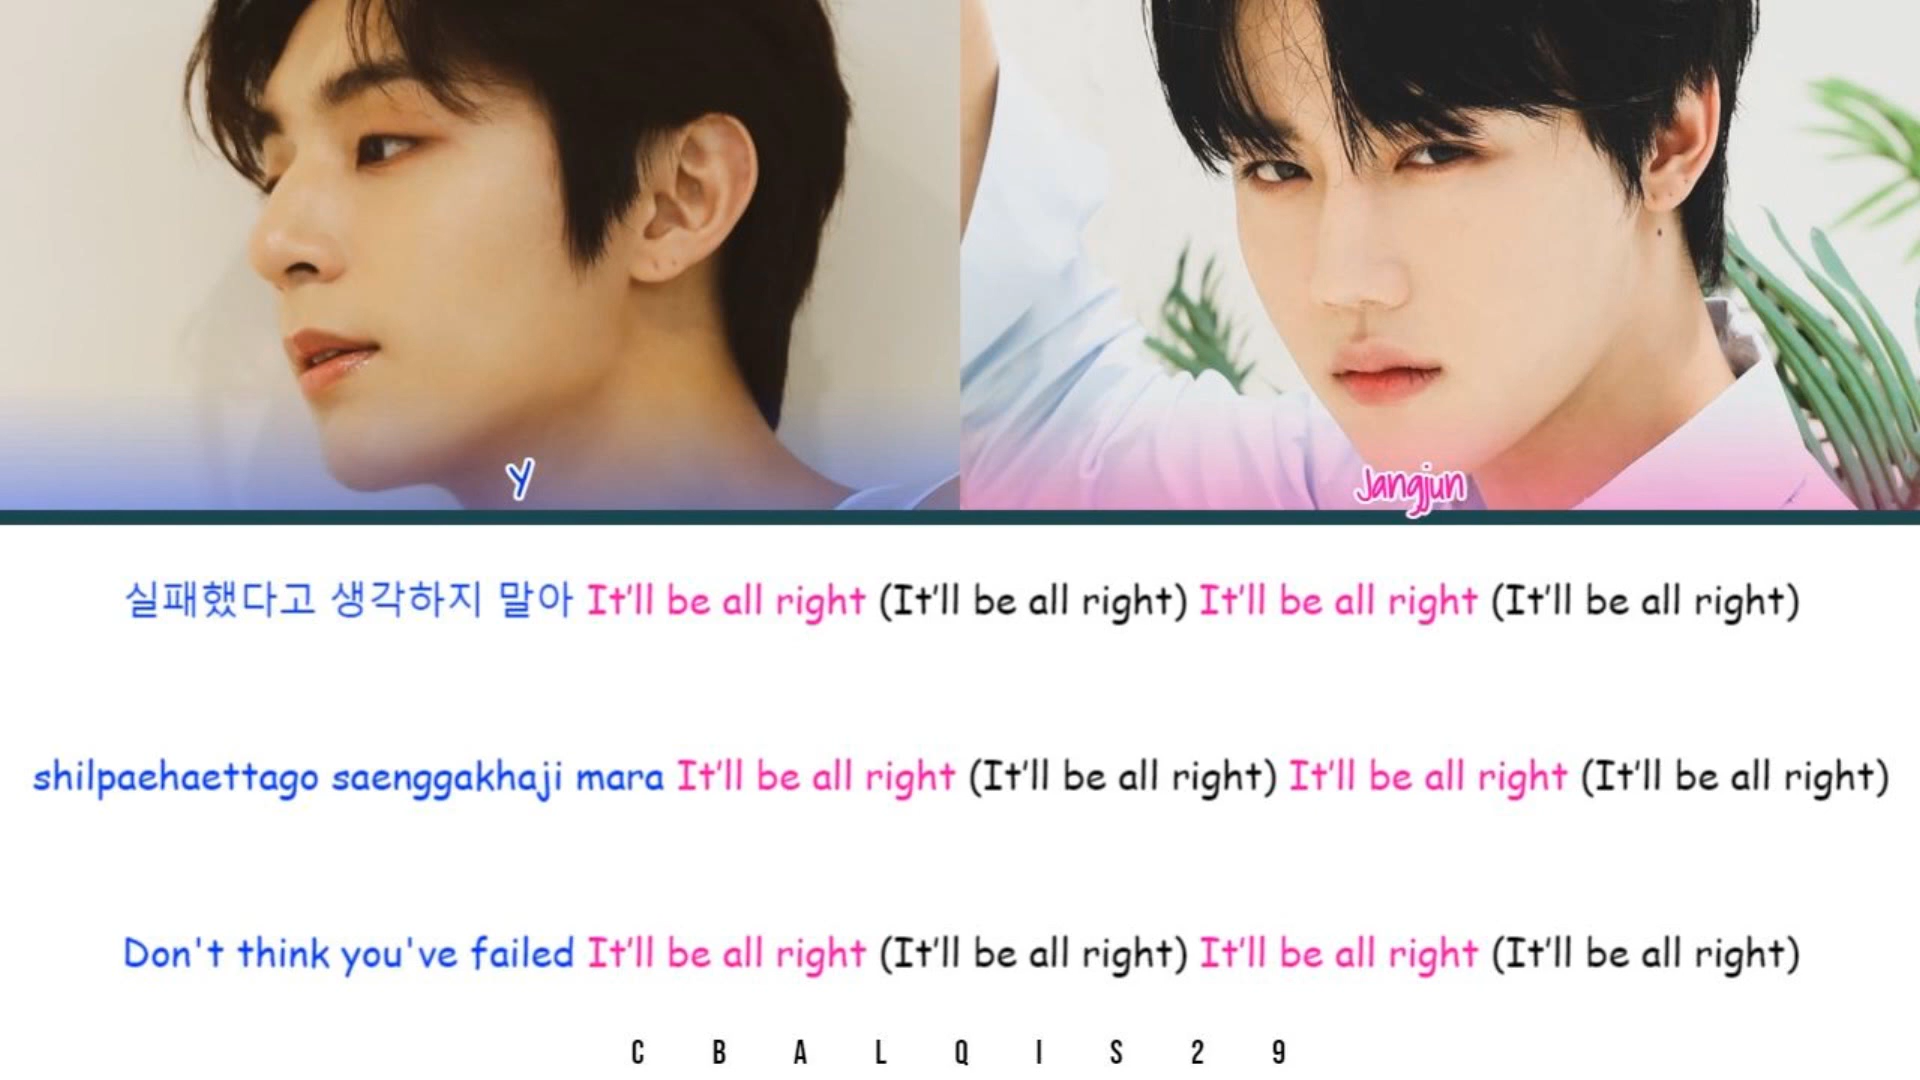 Y
Jangjun
실패했다고 생각하지 말아 It'll be all right (It'll be all right) It'll be all right (It'll be all right)
shilpaehaettago saenggakhaji mara It'll be all right (It'll be all right) It'll be all right (It'll be all right)
Don't think you've failed It'll be all right (It'll be all right) It'll be all right (It'll be all right)
CBALQIS29